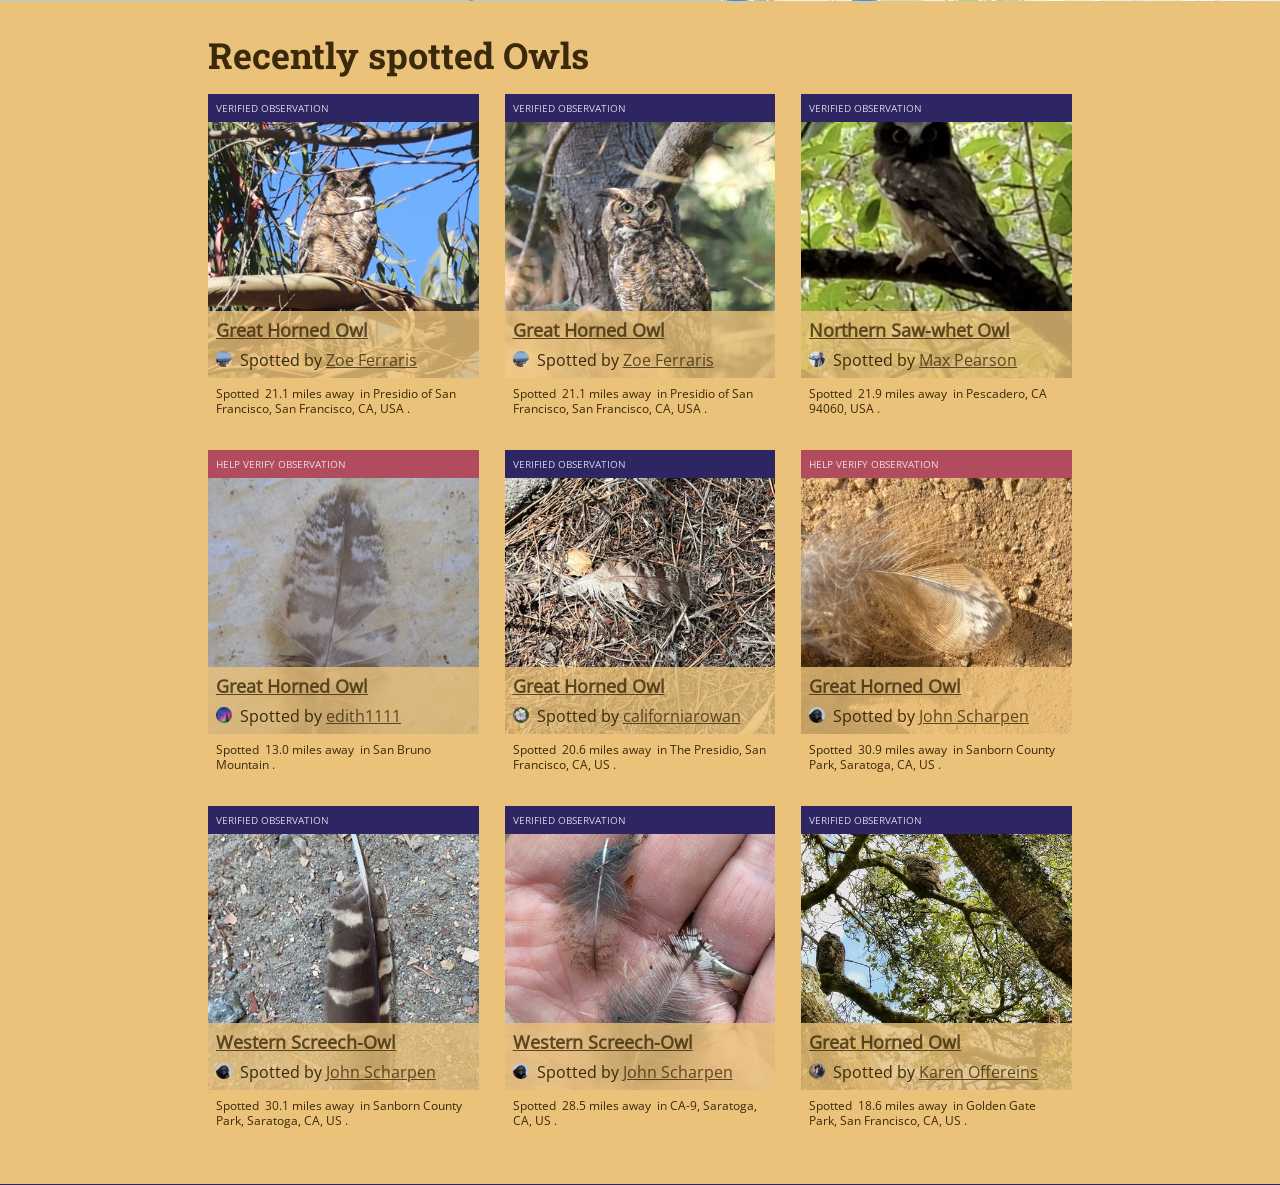 Recently spotted Owls
VERIFIED OBSERVATION
Great Horned Owl
Spotted by Zoe Ferraris
Spotted 21.1 miles away in Presidio of San
Francisco, San Francisco, CA, USA .
VERIFIED OBSERVATION
Great Horned Owl
Spotted by Zoe Ferraris
Spotted 21.1 miles away in Presidio of San
Francisco, San Francisco, CA, USA .
VERIFIED OBSERVATION
Northern Saw-whet Owl
Spotted by Max Pearson
Spotted 21.9 miles away in Pescadero, CA
94060, USA .
HELP VERIFY OBSERVATION
Great Horned Owl
Spotted by edith1111
Spotted 13.0 miles away in San Bruno
Mountain .
VERIFIED OBSERVATION
Great Horned Owl
Spotted by californiarowan
Spotted 20.6 miles away in The Presidio, San
Francisco, CA, US .
HELP VERIFY OBSERVATION
Great Horned Owl
Spotted by John Scharpen
Spotted 30.9 miles away in Sanborn County
Park, Saratoga, CA, US .
VERIFIED OBSERVATION
Western Screech-Owl
Spotted by John Scharpen
Spotted 30.1 miles away in Sanborn County
Park, Saratoga, CA, US .
VERIFIED OBSERVATION
Western Screech-Owl
Spotted by John Scharpen
Spotted 28.5 miles away in CA-9, Saratoga,
CA, US .
VERIFIED OBSERVATION
Great Horned Owl
Spotted by Karen Offereins
Spotted 18.6 miles away in Golden Gate
Park, San Francisco, CA, US .